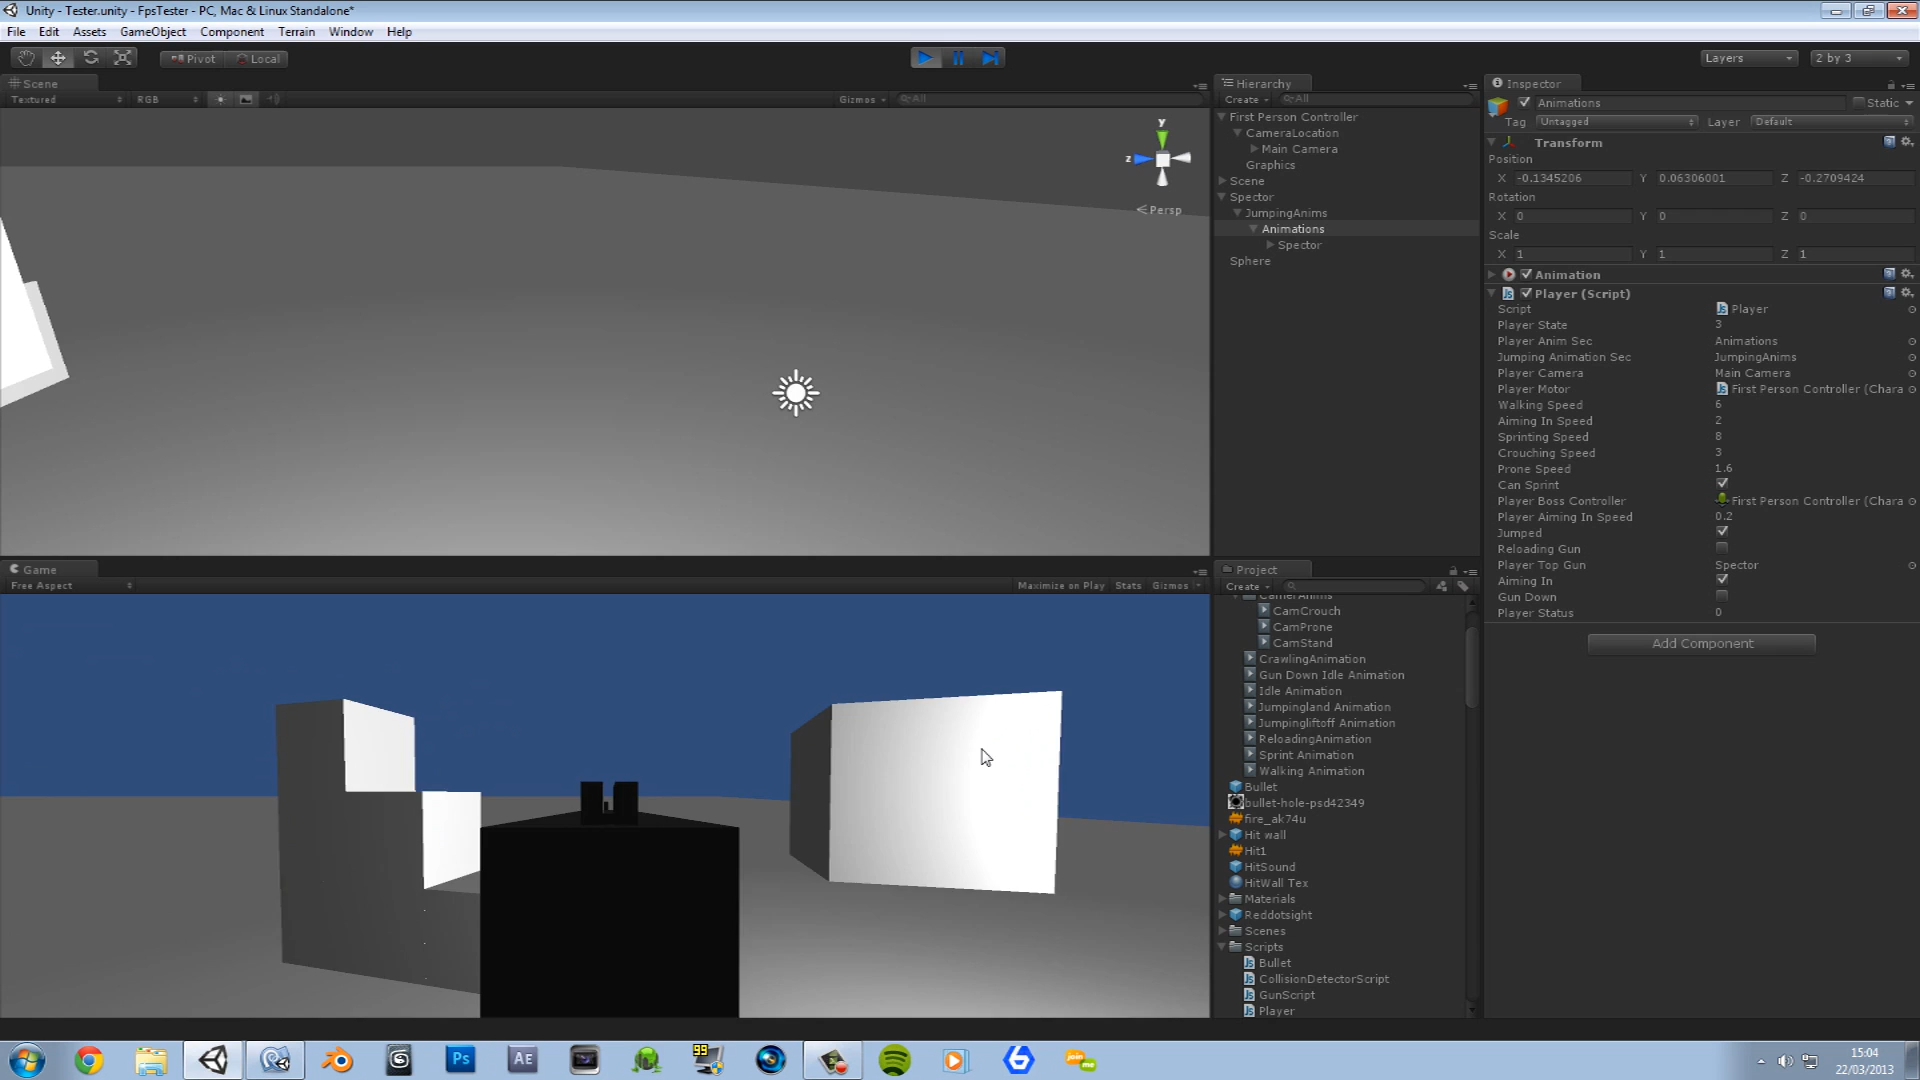 Unity - Tester.unity - FpsTester - PC, Mac & Linux Standalone*
File Edit Assets GameObject Component Terrain Window Help
Pivot Local Layers 2 by 3
Scene
Textured RGB Gizmos All
y
z
Persp
Game
Free Aspect Maximize on Play Stats Gizmos
Hierarchy
Create All
First Person Controller
CameraLocation
Main Camera
Graphics
Scene
Spector
JumpingAnims
Animations
Spector
Sphere
Project
Create
CamCrouch
CamProne
CamStand
CrawlingAnimation
Gun Down Idle Animation
Idle Animation
Jumpingland Animation
Jumpingliftoff Animation
ReloadingAnimation
Sprint Animation
Walking Animation
Bullet
bullet-hole-psd42349
fire_ak74u
Hit wall
Hit1
HitSound
HitWall Tex
Materials
Reddotsight
Scenes
Scripts
Bullet
CollisionDetectorScript
GunScript
Player
Inspector
Animations Static
Tag Untagged Layer Default
Transform
Position
X -0.1345206 Y 0.06306001 Z -0.2709424
Rotation
X 0 Y 0 Z 0
Scale
X 1 Y 1 Z 1
Animation
Player (Script)
Script Player
Player State 3
Player Anim Sec Animations
Jumping Animation Sec JumpingAnims
Player Camera Main Camera
Player Motor First Person Controller (Chara
Walking Speed 6
Aiming In Speed 2
Sprinting Speed 8
Crouching Speed 3
Prone Speed 1.6
Can Sprint
Player Boss Controller First Person Controller (Chara
Player Aiming In Speed 0.2
Jumped
Reloading Gun
Player Top Gun Spector
Aiming In
Gun Down
Player Status 0
Add Component
Ps AE 99 join me
15:04
22/03/2013